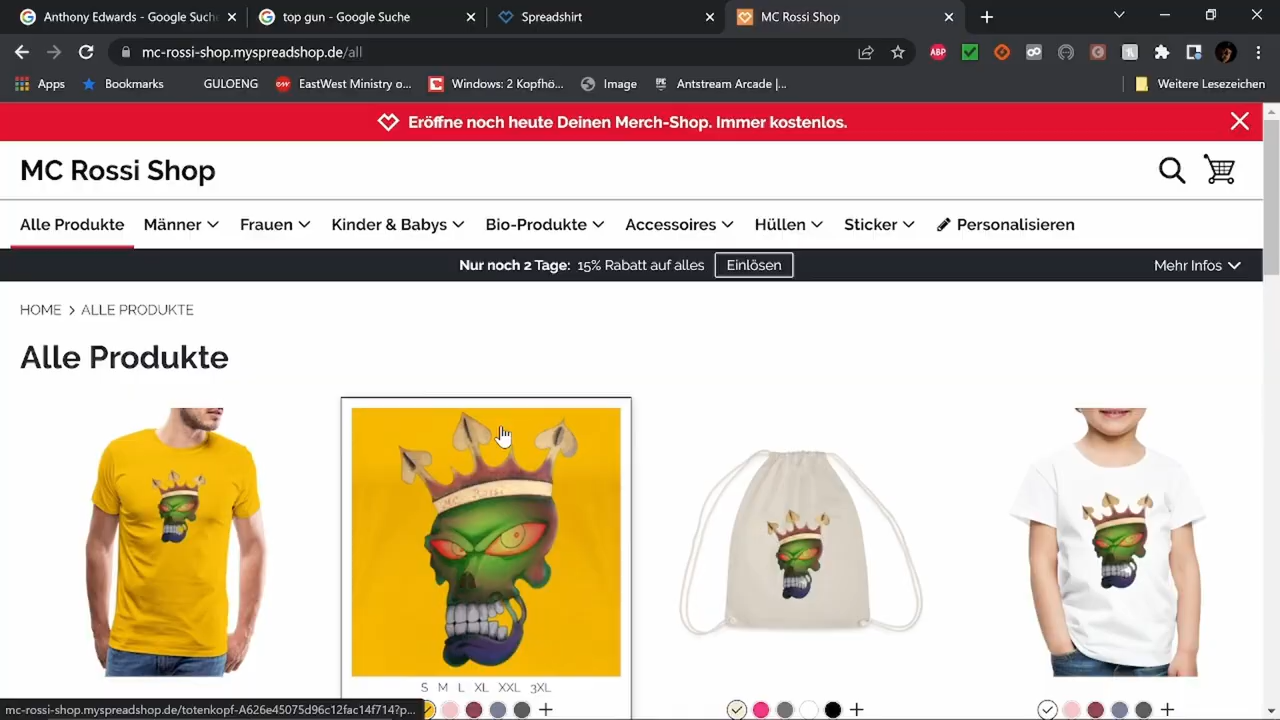 Anthony Edwards - Google Suche
top gun - Google Suche
Spreadshirt
MC Rossi Shop
mc-rossi-shop.myspreadshop.de/all
ABP
Apps
Bookmarks
GULOENG
EastWest Ministry o...
Windows: 2 Kopfhö...
Image
Antstream Arcade |...
Weitere Lesezeichen
Eröffne noch heute Deinen Merch-Shop. Immer kostenlos.
MC Rossi Shop
Alle Produkte
Männer
Frauen
Kinder & Babys
Bio-Produkte
Accessoires
Hüllen
Sticker
Personalisieren
Nur noch 2 Tage: 15% Rabatt auf alles
Einlösen
Mehr Infos
HOME > ALLE PRODUKTE
Alle Produkte
MC Rossi
S M L XL XXL 3XL
mc-rossi-shop.myspreadshop.de/totenkopf-A626e45075d96c12fac14f714?p...